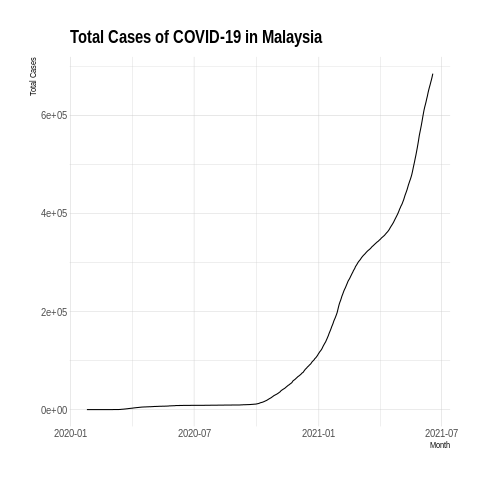 Total Cases of COVID-19 in Malaysia
Total Cases
6e+05
4e+05
2e+05
0e+00
2020-01 2020-07 2021-01 2021-07
Month